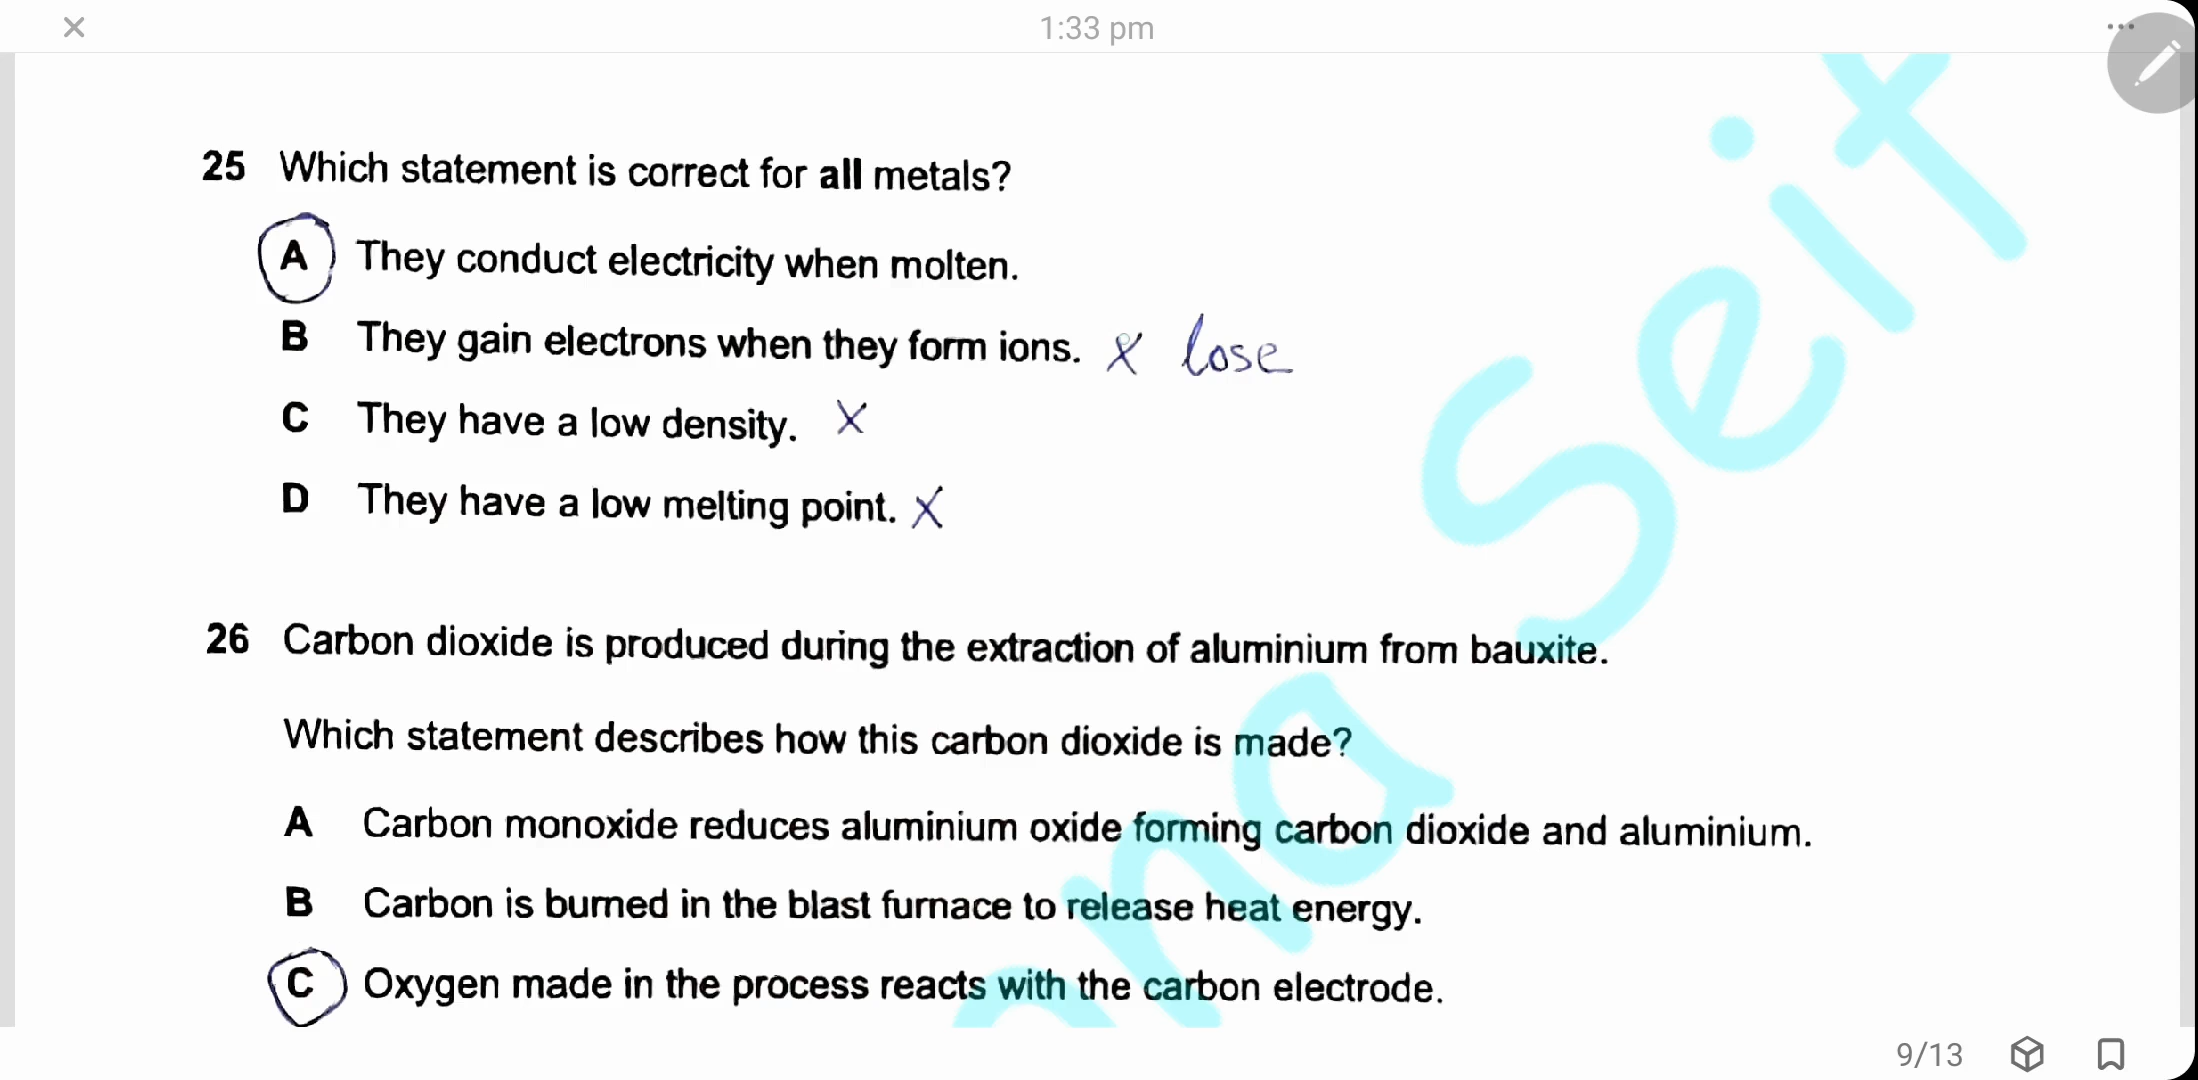 1:33 pm
25 Which statement is correct for all metals?
A They conduct electricity when molten.
B They gain electrons when they form ions. x lose
C They have a low density. x
D They have a low melting point. x
26 Carbon dioxide is produced during the extraction of aluminium from bauxite.
Which statement describes how this carbon dioxide is made?
A Carbon monoxide reduces aluminium oxide forming carbon dioxide and aluminium.
B Carbon is burned in the blast furnace to release heat energy.
C Oxygen made in the process reacts with the carbon electrode.
9/13